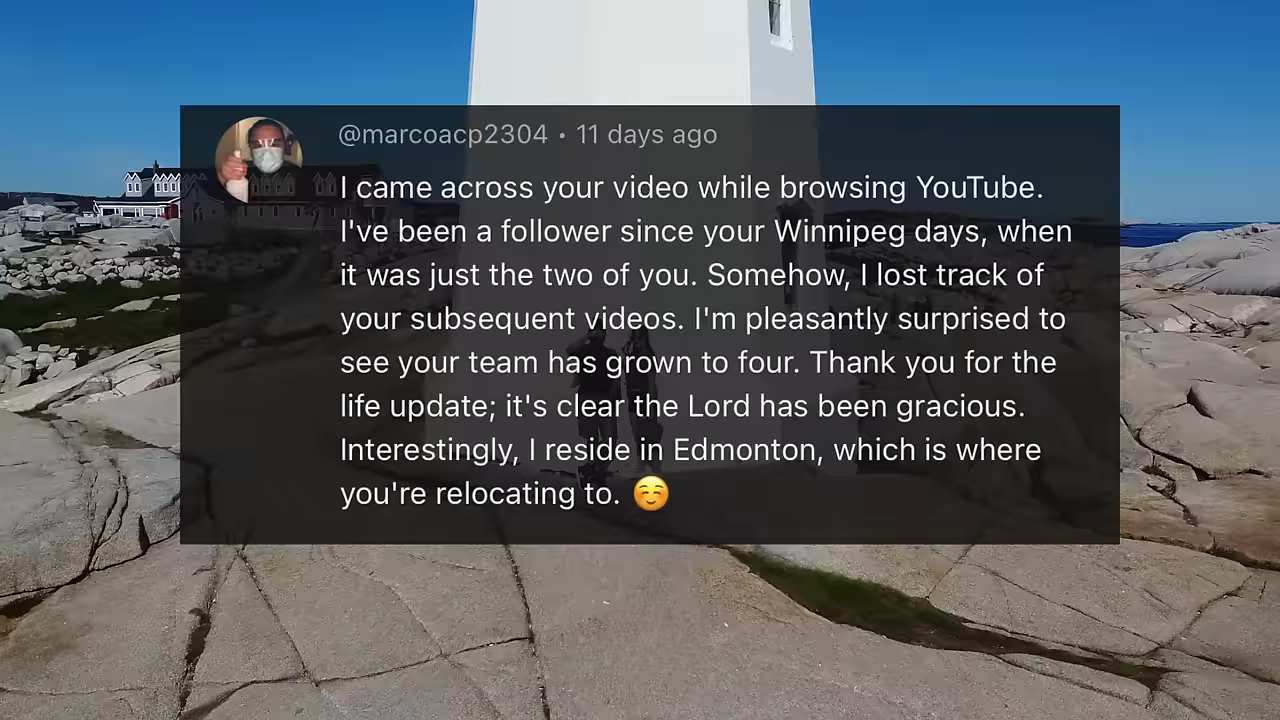 @marcoacp2304 • 11 days ago
I came across your video while browsing YouTube.
I've been a follower since your Winnipeg days, when
it was just the two of you. Somehow, I lost track of
your subsequent videos. I'm pleasantly surprised to
see your team has grown to four. Thank you for the
life update; it's clear the Lord has been gracious.
Interestingly, I reside in Edmonton, which is where
you're relocating to. ☺️